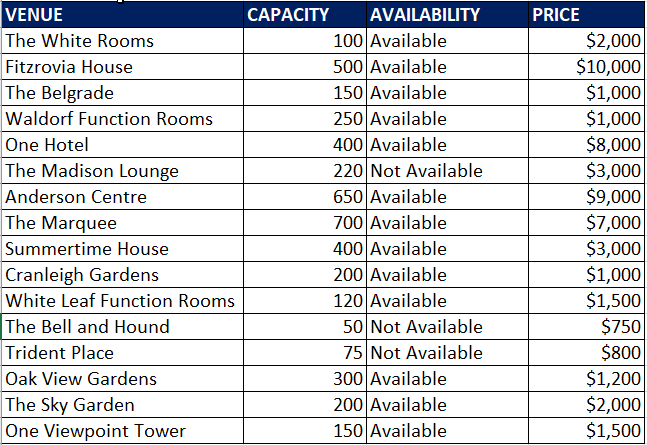 VENUE CAPACITY AVAILABILITY PRICE
The White Rooms 100 Available $2,000
Fitzrovia House 500 Available $10,000
The Belgrade 150 Available $1,000
Waldorf Function Rooms 250 Available $1,000
One Hotel 400 Available $8,000
The Madison Lounge 220 Not Available $3,000
Anderson Centre 650 Available $9,000
The Marquee 700 Available $7,000
Summertime House 400 Available $3,000
Cranleigh Gardens 200 Available $1,000
White Leaf Function Rooms 120 Available $1,500
The Bell and Hound 50 Not Available $750
Trident Place 75 Not Available $800
Oak View Gardens 300 Available $1,200
The Sky Garden 200 Available $2,000
One Viewpoint Tower 150 Available $1,500